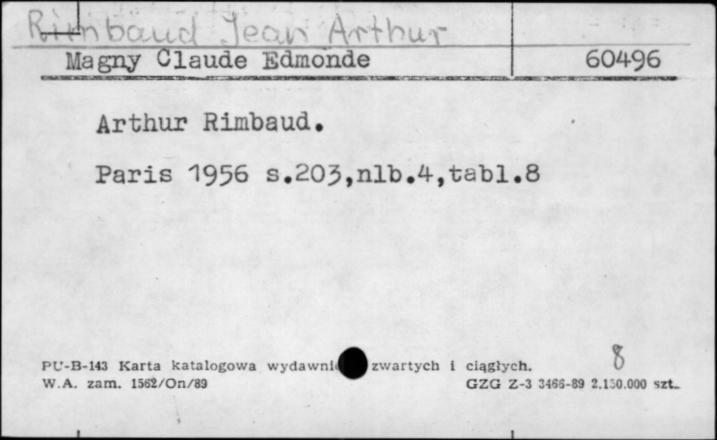 Rimbaud Jean Arthur
Magny Claude Edmonde 60496
Arthur Rimbaud.
Paris 1956 s.203,nlb.4,tabl.8
8
PU-B-143 Karta katalogowa zwartych i ciągłych.
W.A. zam. 1562/On/89 GZG Z-3 3466-89 2.150.000 szt.